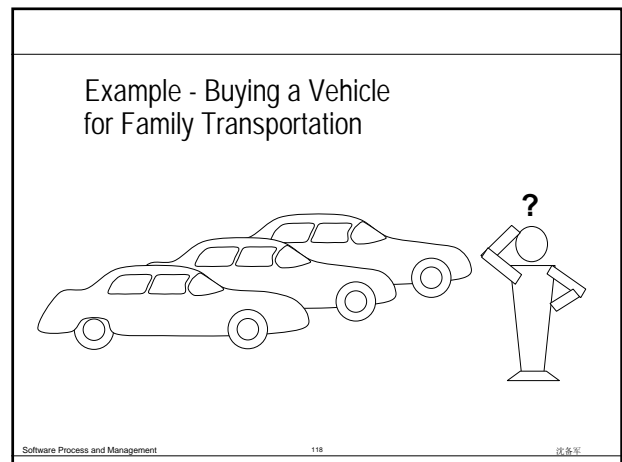 Example - Buying a Vehicle
for Family Transportation
?
Software Process and Management 118 沈备军